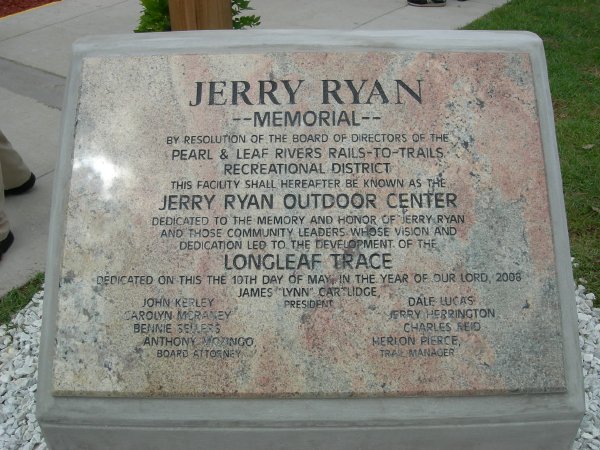 JERRY RYAN
--MEMORIAL--
BY RESOLUTION OF THE BOARD OF DIRECTORS OF THE
PEARL & LEAF RIVERS RAILS-TO-TRAILS
RECREATIONAL DISTRICT
THIS FACILITY SHALL HEREAFTER BE KNOWN AS THE
JERRY RYAN OUTDOOR CENTER
DEDICATED TO THE MEMORY AND HONOR OF JERRY RYAN
AND THOSE COMMUNITY LEADERS WHOSE VISION AND
DEDICATION LED TO THE DEVELOPMENT OF THE
LONGLEAF TRACE
DEDICATED ON THIS THE 10TH DAY OF MAY, IN THE YEAR OF OUR LORD, 2008
JAMES "LYNN" CARTLIDGE,
PRESIDENT
JOHN KERLEY
CAROLYN MCRANEY
BENNIE SELLERS
ANTHONY MOZINGO
BOARD ATTORNEY
DALE LUCAS
JERRY HERRINGTON
CHARLES REID
HERLON PIERCE,
TRAIL MANAGER